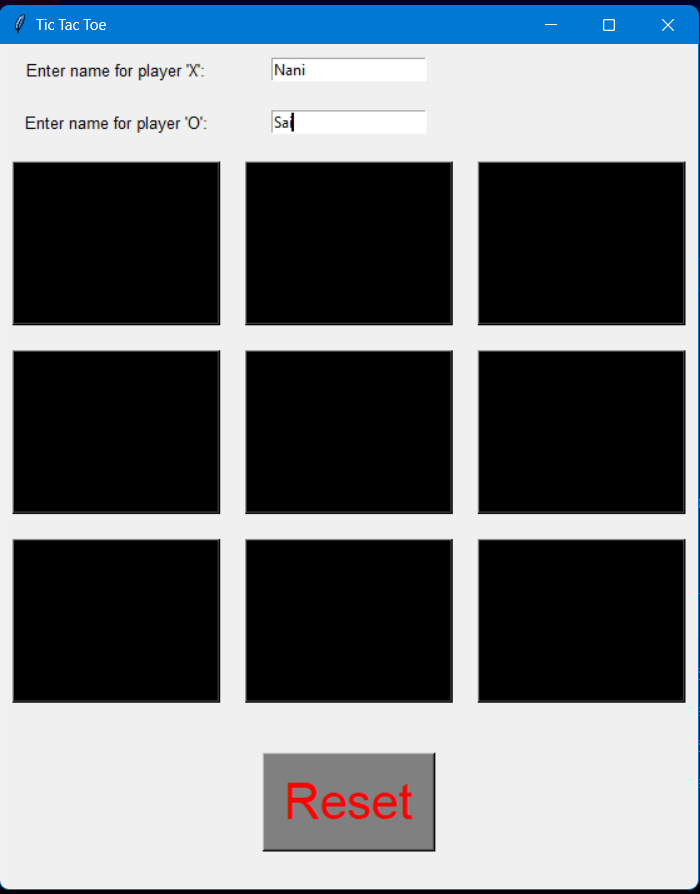 Tic Tac Toe
Enter name for player 'X': Nani
Enter name for player 'O': Sai
Reset